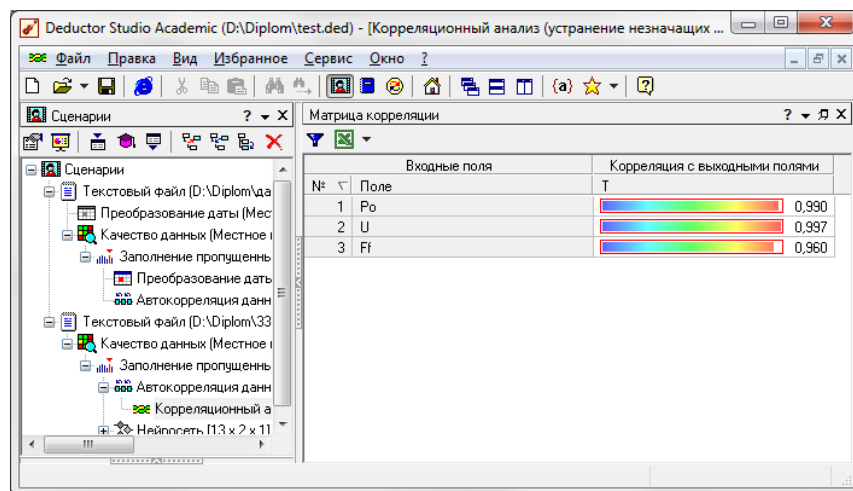 Deductor Studio Academic (D:\Diplom\test.ded) - [Корреляционный анализ (устранение незначащих ...
Файл Правка Вид Избранное Сервис Окно ?
{a}
Сценарии ?
Матрица корреляции ?
Сценарии
Текстовый файл (D:\Diplom\да
Преобразование даты (Мес
Качество данных (Местное
Заполнение пропущеннь
Преобразование дать
Автокорреляция данн
Текстовый файл (D:\Diplom\33
Качество данных (Местное
Заполнение пропущеннь
Автокорреляция данн
Корреляционный а
Нейросеть [13 x 2 x 1]
Входные поля Корреляция с выходными полями
№ Поле T
1 Po 0,990
2 U 0,997
3 Ff 0,960